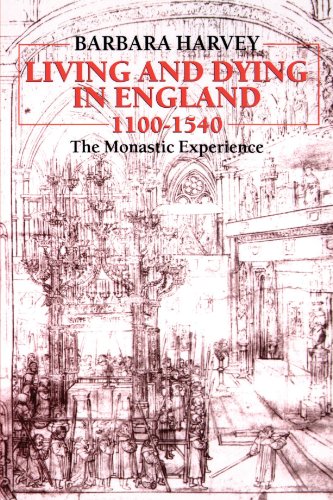 BARBARA HARVEY
LIVING AND DYING
IN ENGLAND
1100-1540
The Monastic Experience